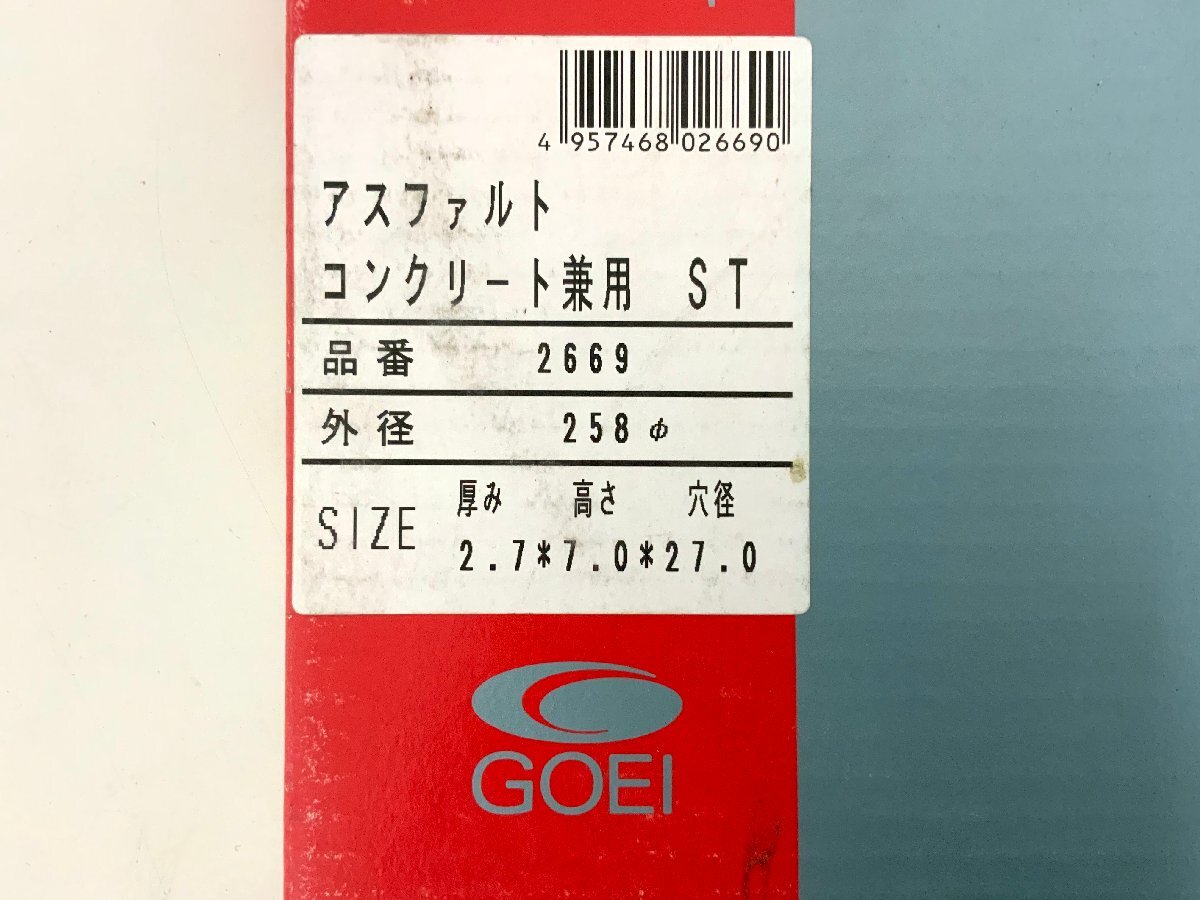 4 957468 026690
アスファルト
コンクリート兼用 ST
品番 2669
外径 258φ
厚み 高さ 穴径
SIZE 2.7*7.0*27.0
GOEI